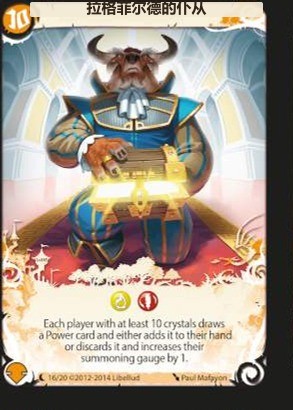 拉格菲尔德的仆从
10
Each player with at least 10 crystals draws
a Power card and either adds it to their hand
or discards it and increases their
summoning gauge by 1.
16/20 ©2012-2014 Libellud
Paul Mafayon